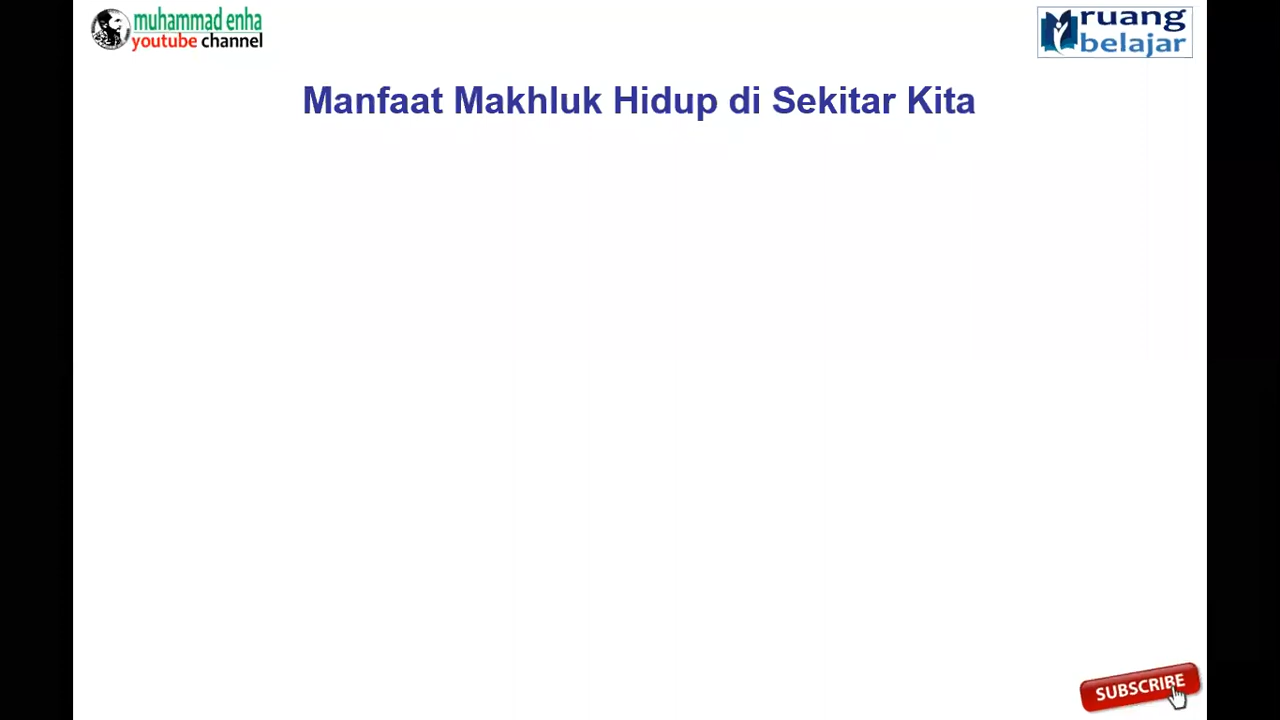 muhammad enha
youtube channel
ruang
belajar
Manfaat Makhluk Hidup di Sekitar Kita
SUBSCRIBE